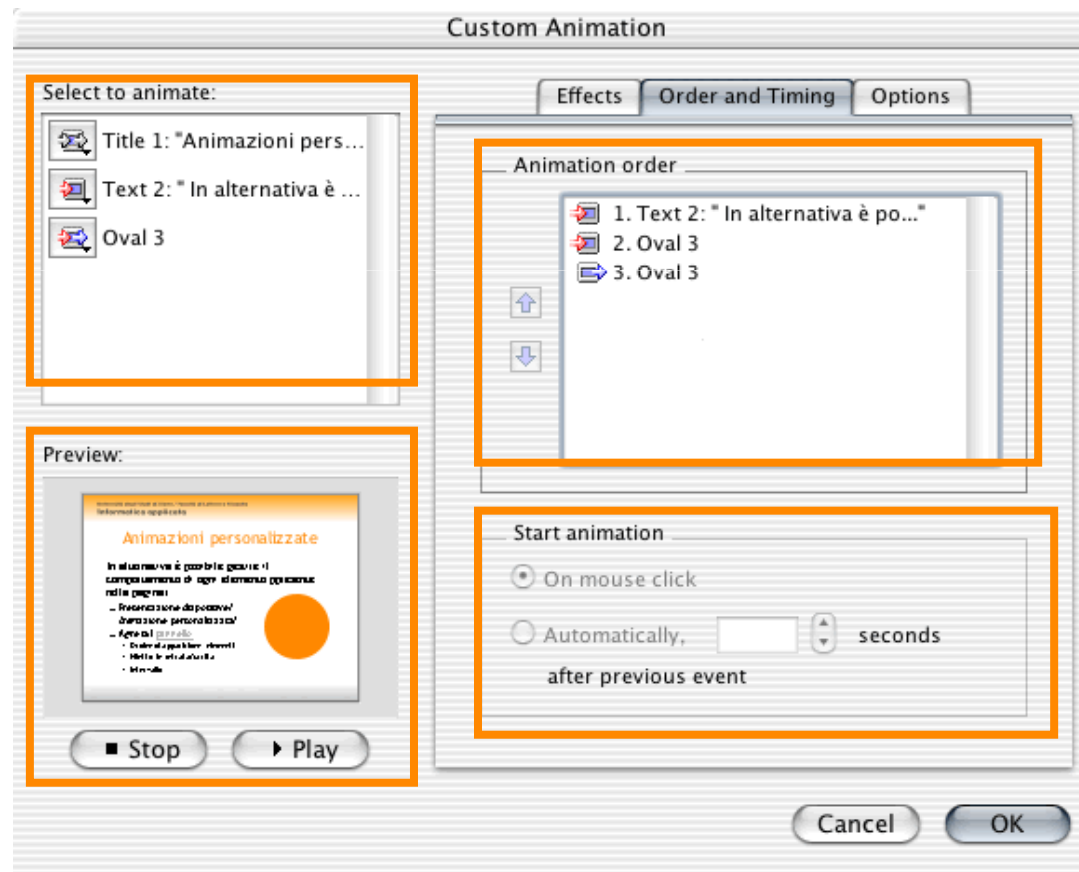 Custom Animation
Select to animate:
Title 1: "Animazioni pers...
Text 2: " In alternativa è ...
Oval 3
Effects
Order and Timing
Options
Animation order
1. Text 2: " In alternativa è po..."
2. Oval 3
3. Oval 3
Preview:
Informatica applicata
Animazioni personalizzate
Stop
Play
Start animation
On mouse click
Automatically, seconds
after previous event
Cancel
OK